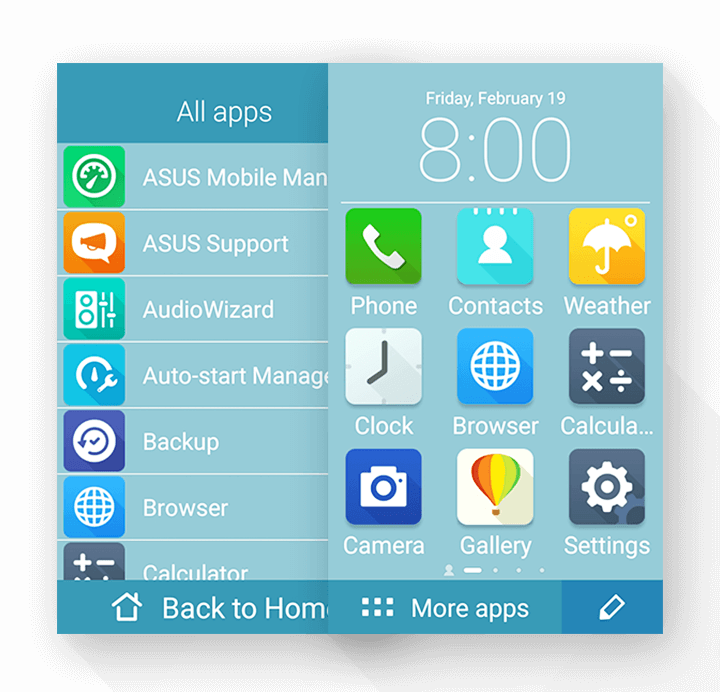 All apps
ASUS Mobile Man
ASUS Support
AudioWizard
Auto-start Manage
Backup
Browser
Calculator
Back to Home
Friday, February 19
8:00
Phone
Contacts
Weather
Clock
Browser
Calcula...
Camera
Gallery
Settings
More apps